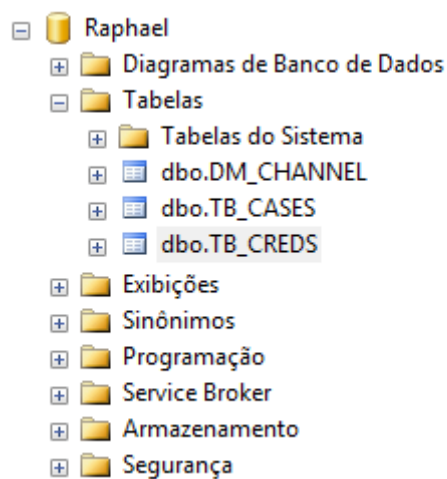 Raphael
Diagramas de Banco de Dados
Tabelas
Tabelas do Sistema
dbo.DM_CHANNEL
dbo.TB_CASES
dbo.TB_CREDS
Exibições
Sinônimos
Programação
Service Broker
Armazenamento
Segurança